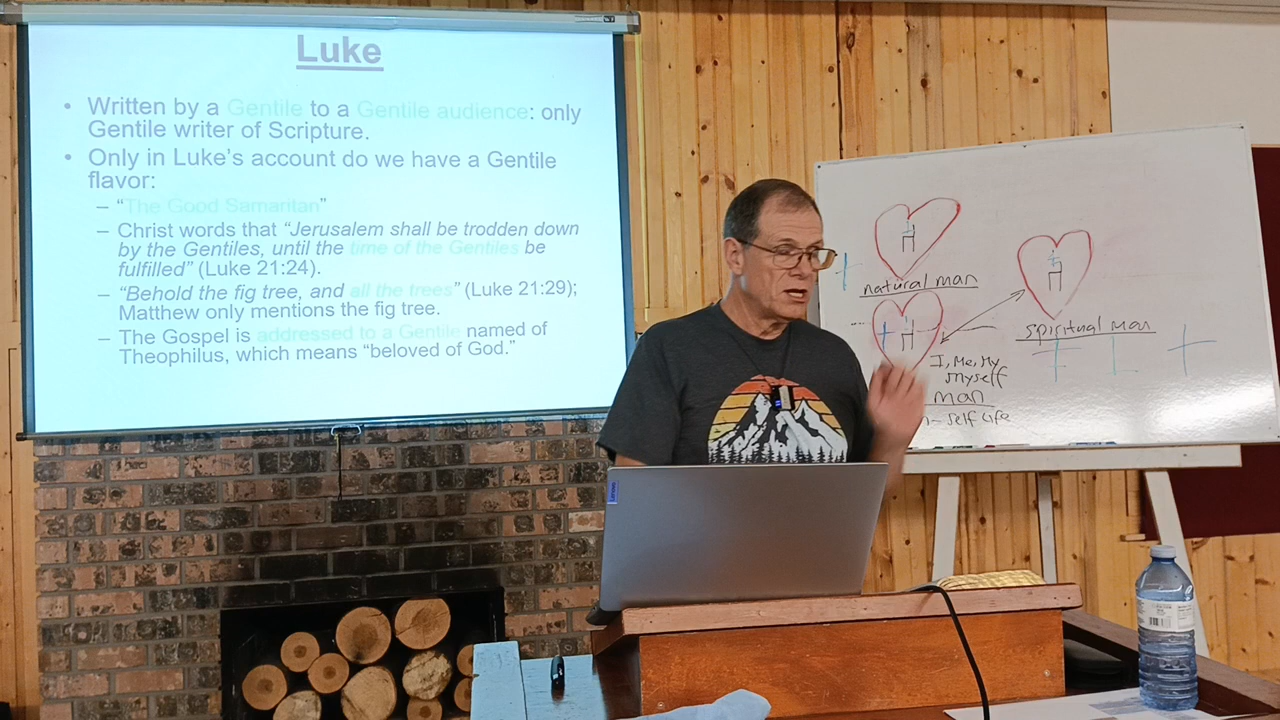 Luke
• Written by a Gentile to a Gentile audience: only
Gentile writer of Scripture.
• Only in Luke's account do we have a Gentile
flavor:
– "The Good Samaritan"
– Christ words that "Jerusalem shall be trodden down
by the Gentiles, until the time of the Gentiles be
fulfilled" (Luke 21:24).
– "Behold the fig tree, and all the trees" (Luke 21:29);
Matthew only mentions the fig tree.
– The Gospel is addressed to a Gentile named of
Theophilus, which means "beloved of God."
natural man
spiritual man
I, Me, My
myself
man
self life
Lenovo